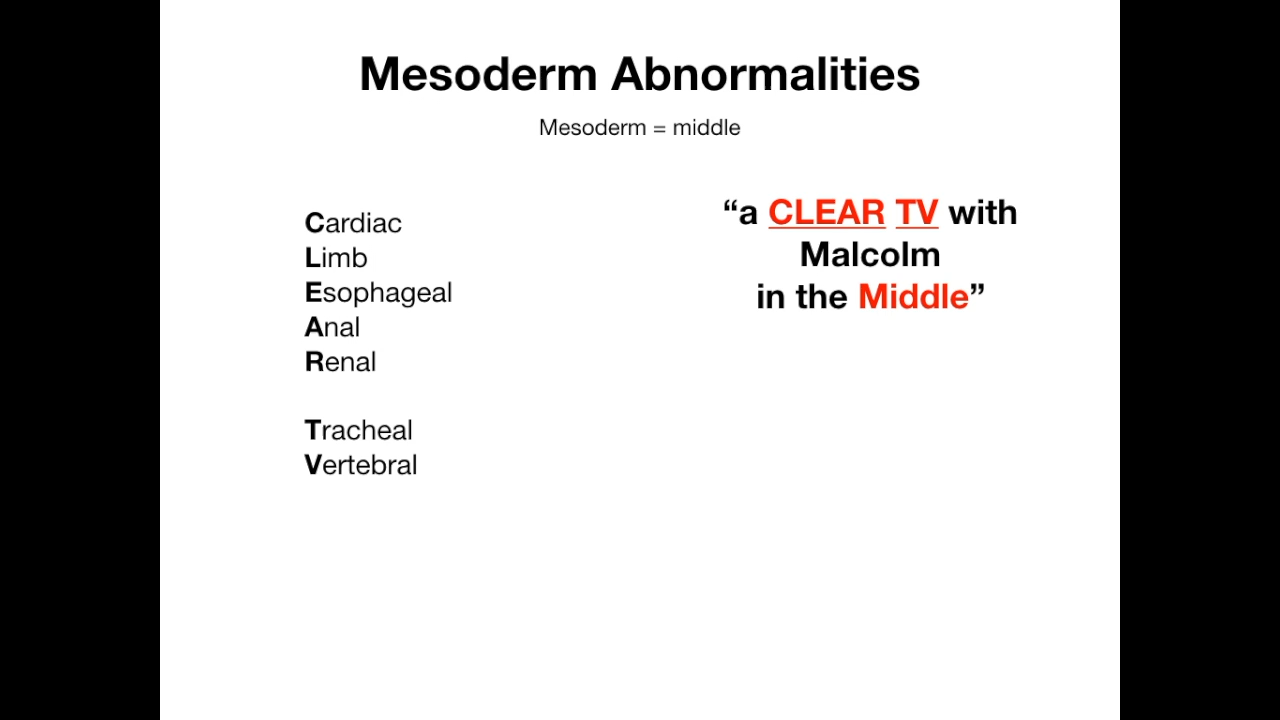 Mesoderm Abnormalities
Mesoderm = middle
Cardiac
Limb
Esophageal
Anal
Renal
Tracheal
Vertebral
“a CLEAR TV with
Malcolm
in the Middle”